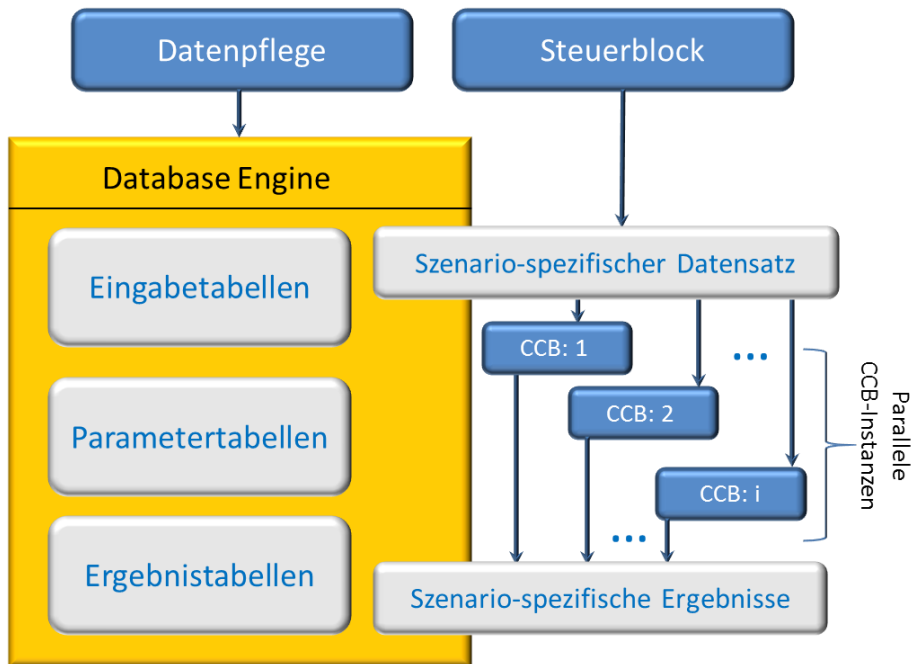 Datenpflege
Steuerblock
Database Engine
Eingabetabellen
Parametertabellen
Ergebnistabellen
Szenario-spezifischer Datensatz
CCB: 1
...
CCB: 2
CCB: i
...
Parallele
CCB-Instanzen
Szenario-spezifische Ergebnisse